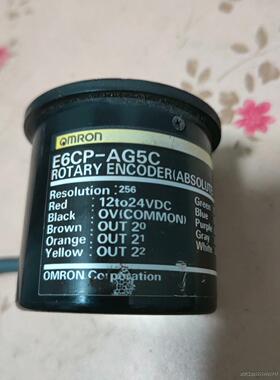 OMRON
E6CP-AG5C
ROTARY ENCODER(ABSOLUTE
Resolution :256
Red : 12to24VDC
Black : 0V(COMMON)
Brown : OUT 2⁰
Orange : OUT 2¹
Yellow : OUT 2²
Green
Blue
Purple
Gray
White
OMRON Corporation